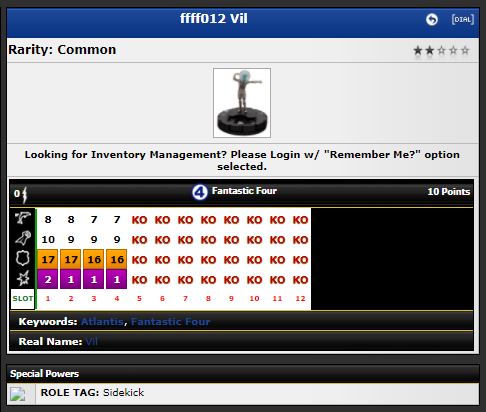 ffff012 Vil
[DIAL]
Rarity: Common
Looking for Inventory Management? Please Login w/ "Remember Me?" option
selected.
0 4 Fantastic Four 10 Points
8 8 7 7 KO KO KO KO KO KO KO KO
10 9 9 9 KO KO KO KO KO KO KO KO
17 17 16 16 KO KO KO KO KO KO KO KO
2 1 1 1 KO KO KO KO KO KO KO KO
SLOT 1 2 3 4 5 6 7 8 9 10 11 12
Keywords: Atlantis, Fantastic Four
Real Name: Vil
Special Powers
ROLE TAG: Sidekick